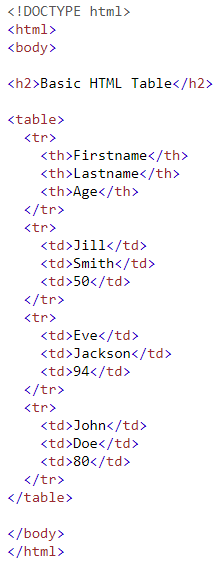 <!DOCTYPE html>
<html>
<body>

<h2>Basic HTML Table</h2>

<table>
  <tr>
    <th>Firstname</th>
    <th>Lastname</th>
    <th>Age</th>
  </tr>
  <tr>
    <td>Jill</td>
    <td>Smith</td>
    <td>50</td>
  </tr>
  <tr>
    <td>Eve</td>
    <td>Jackson</td>
    <td>94</td>
  </tr>
  <tr>
    <td>John</td>
    <td>Doe</td>
    <td>80</td>
  </tr>
</table>

</body>
</html>